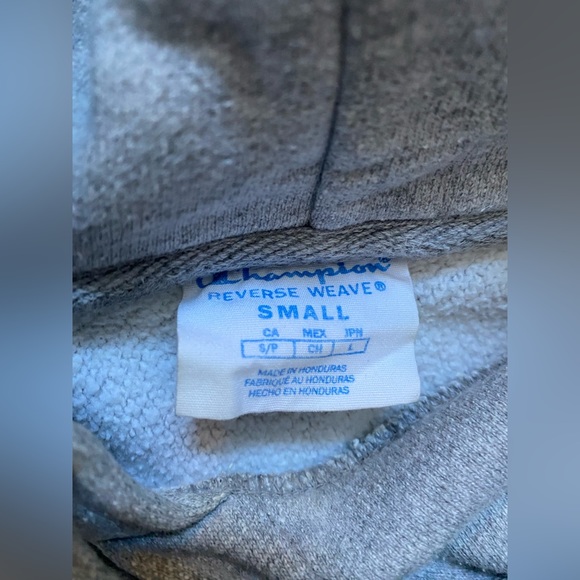 Champion®
REVERSE WEAVE®
SMALL
CA MEX JPN
S/P CH L
MADE IN HONDURAS
FABRIQUÉ AU HONDURAS
HECHO EN HONDURAS